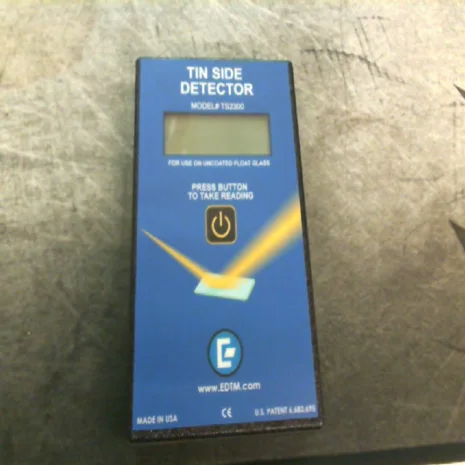 TIN SIDE
DETECTOR
MODEL# TS2300
FOR USE ON UNCOATED FLOAT GLASS
PRESS BUTTON
TO TAKE READING
www.EDTM.com
MADE IN USA CE U.S. PATENT 6,683,695